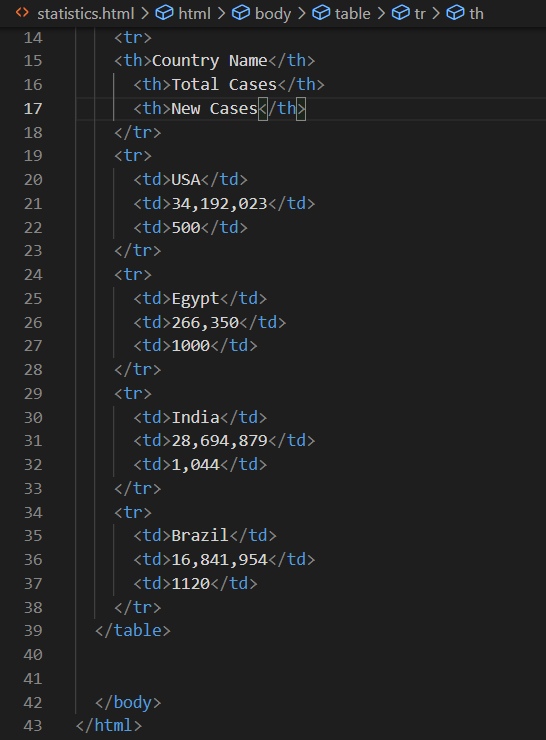 statistics.html > html > body > table > tr > th
14 <tr>
15 <th>Country Name</th>
16 <th>Total Cases</th>
17 <th>New Cases</th>
18 </tr>
19 <tr>
20 <td>USA</td>
21 <td>34,192,023</td>
22 <td>500</td>
23 </tr>
24 <tr>
25 <td>Egypt</td>
26 <td>266,350</td>
27 <td>1000</td>
28 </tr>
29 <tr>
30 <td>India</td>
31 <td>28,694,879</td>
32 <td>1,044</td>
33 </tr>
34 <tr>
35 <td>Brazil</td>
36 <td>16,841,954</td>
37 <td>1120</td>
38 </tr>
39 </table>
40
41
42 </body>
43 </html>